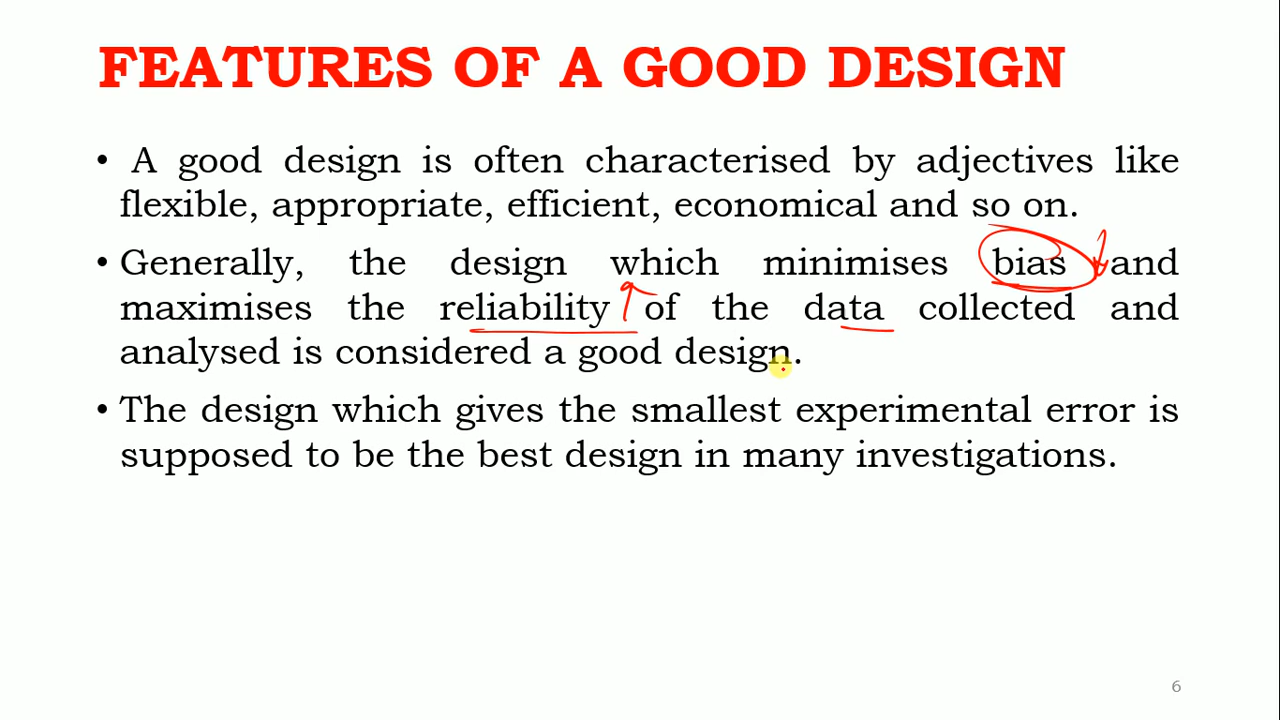 FEATURES OF A GOOD DESIGN
• A good design is often characterised by adjectives like
flexible, appropriate, efficient, economical and so on.
• Generally, the design which minimises bias and
maximises the reliability of the data collected and
analysed is considered a good design.
• The design which gives the smallest experimental error is
supposed to be the best design in many investigations.
6